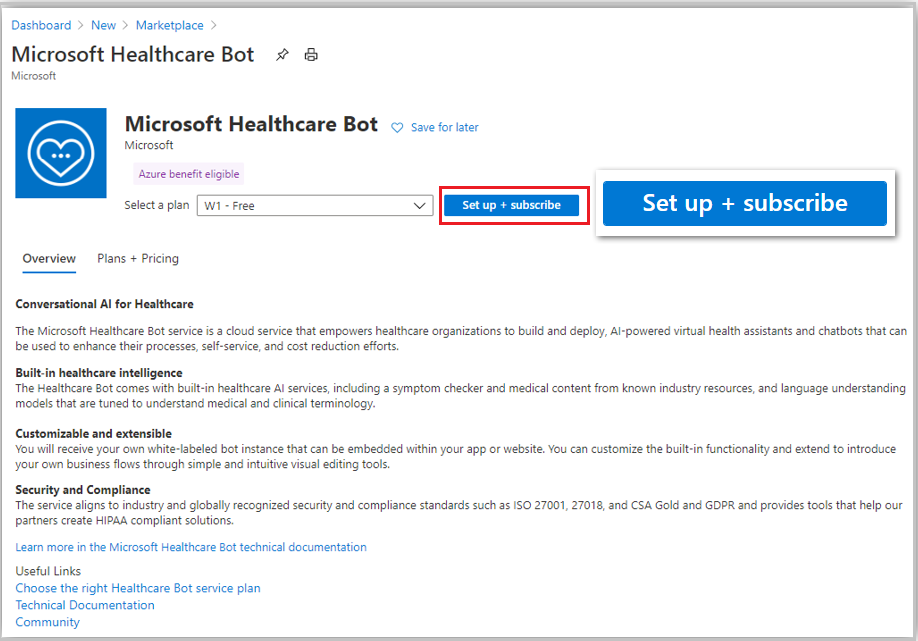 Dashboard > New > Marketplace >
Microsoft Healthcare Bot
Microsoft
Microsoft Healthcare Bot
Save for later
Microsoft
Azure benefit eligible
Select a plan
W1 - Free
Set up + subscribe
Set up + subscribe
Overview
Plans + Pricing
Conversational AI for Healthcare
The Microsoft Healthcare Bot service is a cloud service that empowers healthcare organizations to build and deploy, AI-powered virtual health assistants and chatbots that can
be used to enhance their processes, self-service, and cost reduction efforts.
Built-in healthcare intelligence
The Healthcare Bot comes with built-in healthcare AI services, including a symptom checker and medical content from known industry resources, and language understanding
models that are tuned to understand medical and clinical terminology.
Customizable and extensible
You will receive your own white-labeled bot instance that can be embedded within your app or website. You can customize the built-in functionality and extend to introduce
your own business flows through simple and intuitive visual editing tools.
Security and Compliance
The service aligns to industry and globally recognized security and compliance standards such as ISO 27001, 27018, and CSA Gold and GDPR and provides tools that help our
partners create HIPAA compliant solutions.
Learn more in the Microsoft Healthcare Bot technical documentation
Useful Links
Choose the right Healthcare Bot service plan
Technical Documentation
Community